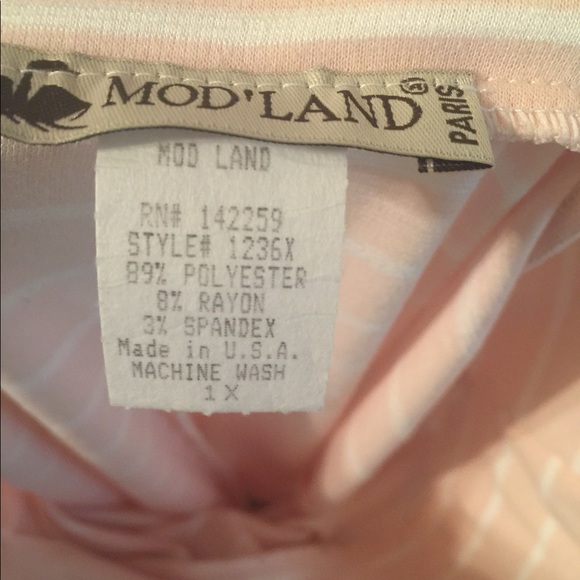 MOD'LAND ⓐ PARIS
MOD LAND
RN# 142259
STYLE# 1236X
89% POLYESTER
8% RAYON
3% SPANDEX
Made in U.S.A.
MACHINE WASH
1X